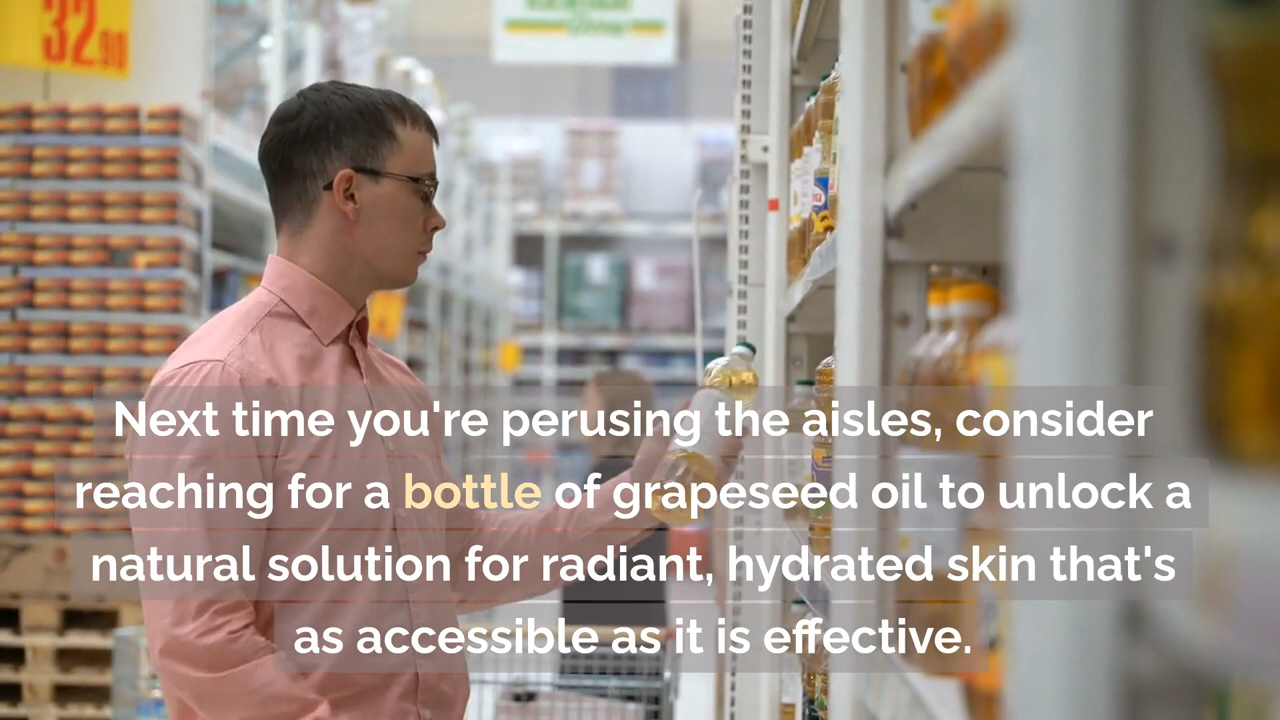 32.90
Next time you're perusing the aisles, consider
reaching for a bottle of grapeseed oil to unlock a
natural solution for radiant, hydrated skin that's
as accessible as it is effective.